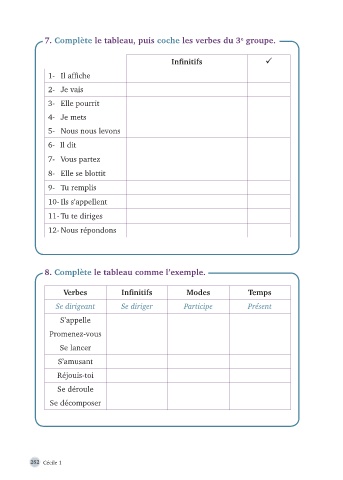 7. Complète le tableau, puis coche les verbes du 3e groupe.
Infinitifs ✓
1- Il affiche
2- Je vais
3- Elle pourrit
4- Je mets
5- Nous nous levons
6- Il dit
7- Vous partez
8- Elle se blottit
9- Tu remplis
10- Ils s'appellent
11- Tu te diriges
12- Nous répondons
8. Complète le tableau comme l'exemple.
Verbes Infinitifs Modes Temps
Se dirigeant Se diriger Participe Présent
S'appelle
Promenez-vous
Se lancer
S'amusant
Réjouis-toi
Se déroule
Se décomposer
282 Cécile 1